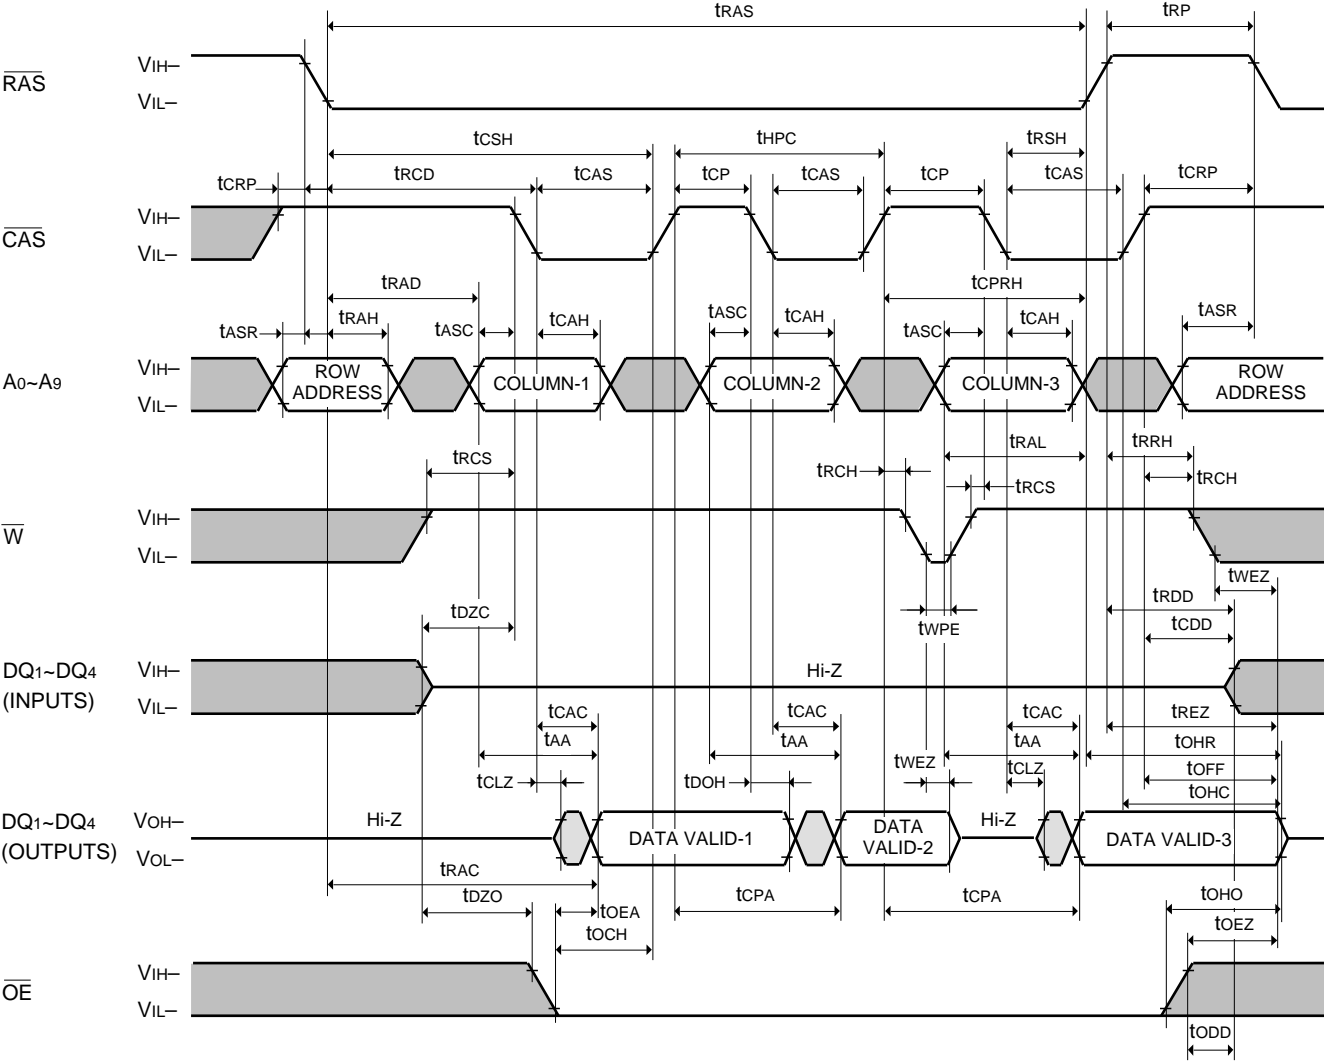 tRAS
tRP
RAS
VIH–
VIL–
tCSH
tHPC
tRSH
tCRP
tRCD
tCAS
tCP
tCAS
tCP
tCAS
tCRP
CAS
VIH–
VIL–
tRAD
tCPRH
tASR
tRAH
tASC
tCAH
tASC
tCAH
tASC
tCAH
tASR
A0~A9
VIH–
VIL–
ROW
ADDRESS
COLUMN-1
COLUMN-2
COLUMN-3
ROW
ADDRESS
tRCS
tRCH
tRAL
tRRH
tRCS
tRCH
W
VIH–
VIL–
tWEZ
tRDD
tDZC
tWPE
tCDD
DQ1~DQ4
(INPUTS)
VIH–
VIL–
Hi-Z
tCAC
tCAC
tCAC
tREZ
tAA
tAA
tAA
tOHR
tCLZ
tDOH
tWEZ
tCLZ
tOFF
tOHC
DQ1~DQ4
(OUTPUTS)
VOH–
VOL–
Hi-Z
DATA VALID-1
DATA
VALID-2
Hi-Z
DATA VALID-3
tRAC
tDZO
tCPA
tCPA
tOHO
tOEA
tOCH
tOEZ
OE
VIH–
VIL–
tODD